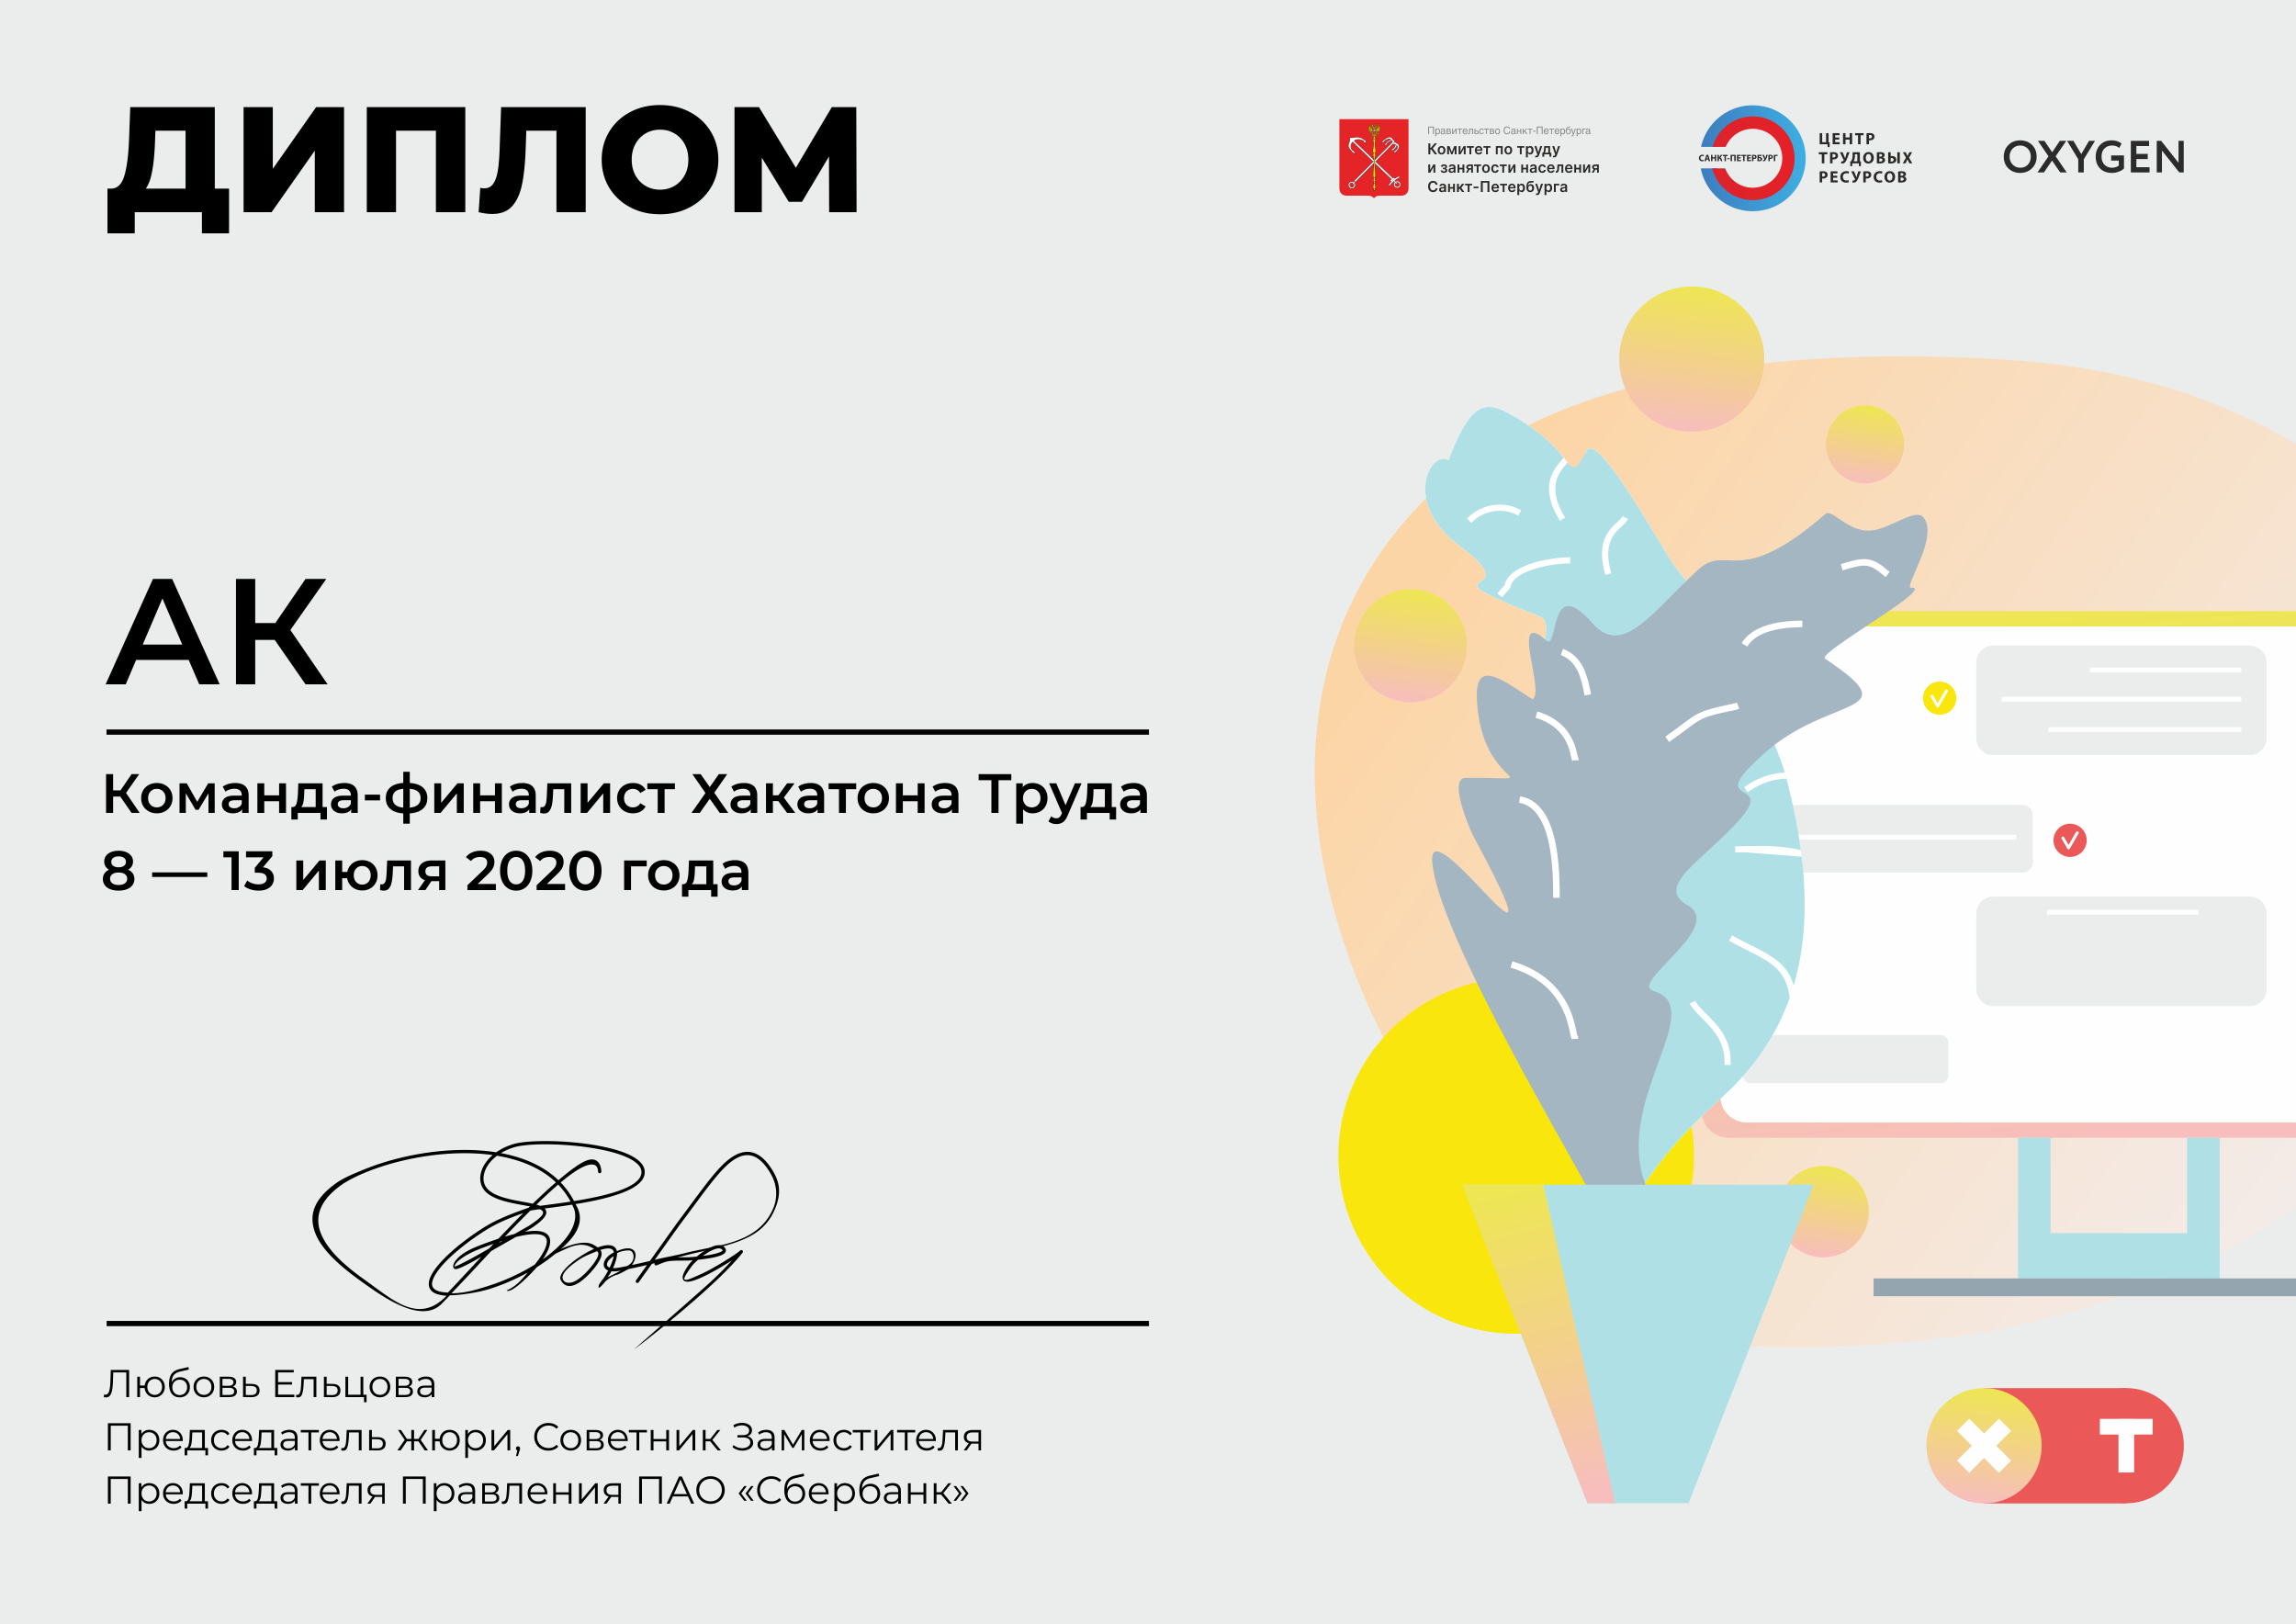 ДИПЛОМ
Правительство Санкт-Петербурга
Комитет по труду
и занятости населения
Санкт-Петербурга
САНКТ-ПЕТЕРБУРГ
ЦЕНТР
ТРУДОВЫХ
РЕСУРСОВ
OXYGEN
АК
Команда-финалист Хакатона Труда
8 — 13 июля 2020 года
Любовь Ельцова
Председатель жюри, Советник Заместителя
Председателя Правления ПАО «Сбербанк»
Х Т